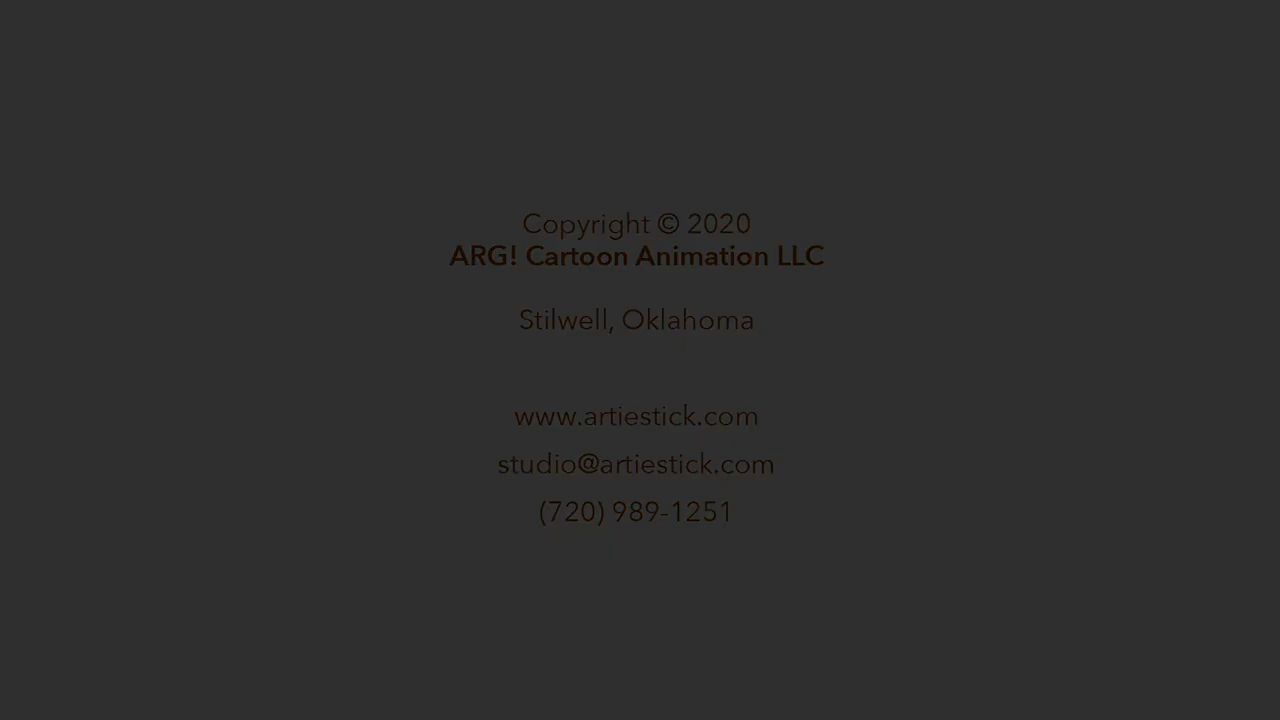 Copyright © 2020
ARG! Cartoon Animation LLC
Stilwell, Oklahoma
www.artiestick.com
studio@artiestick.com
(720) 989-1251